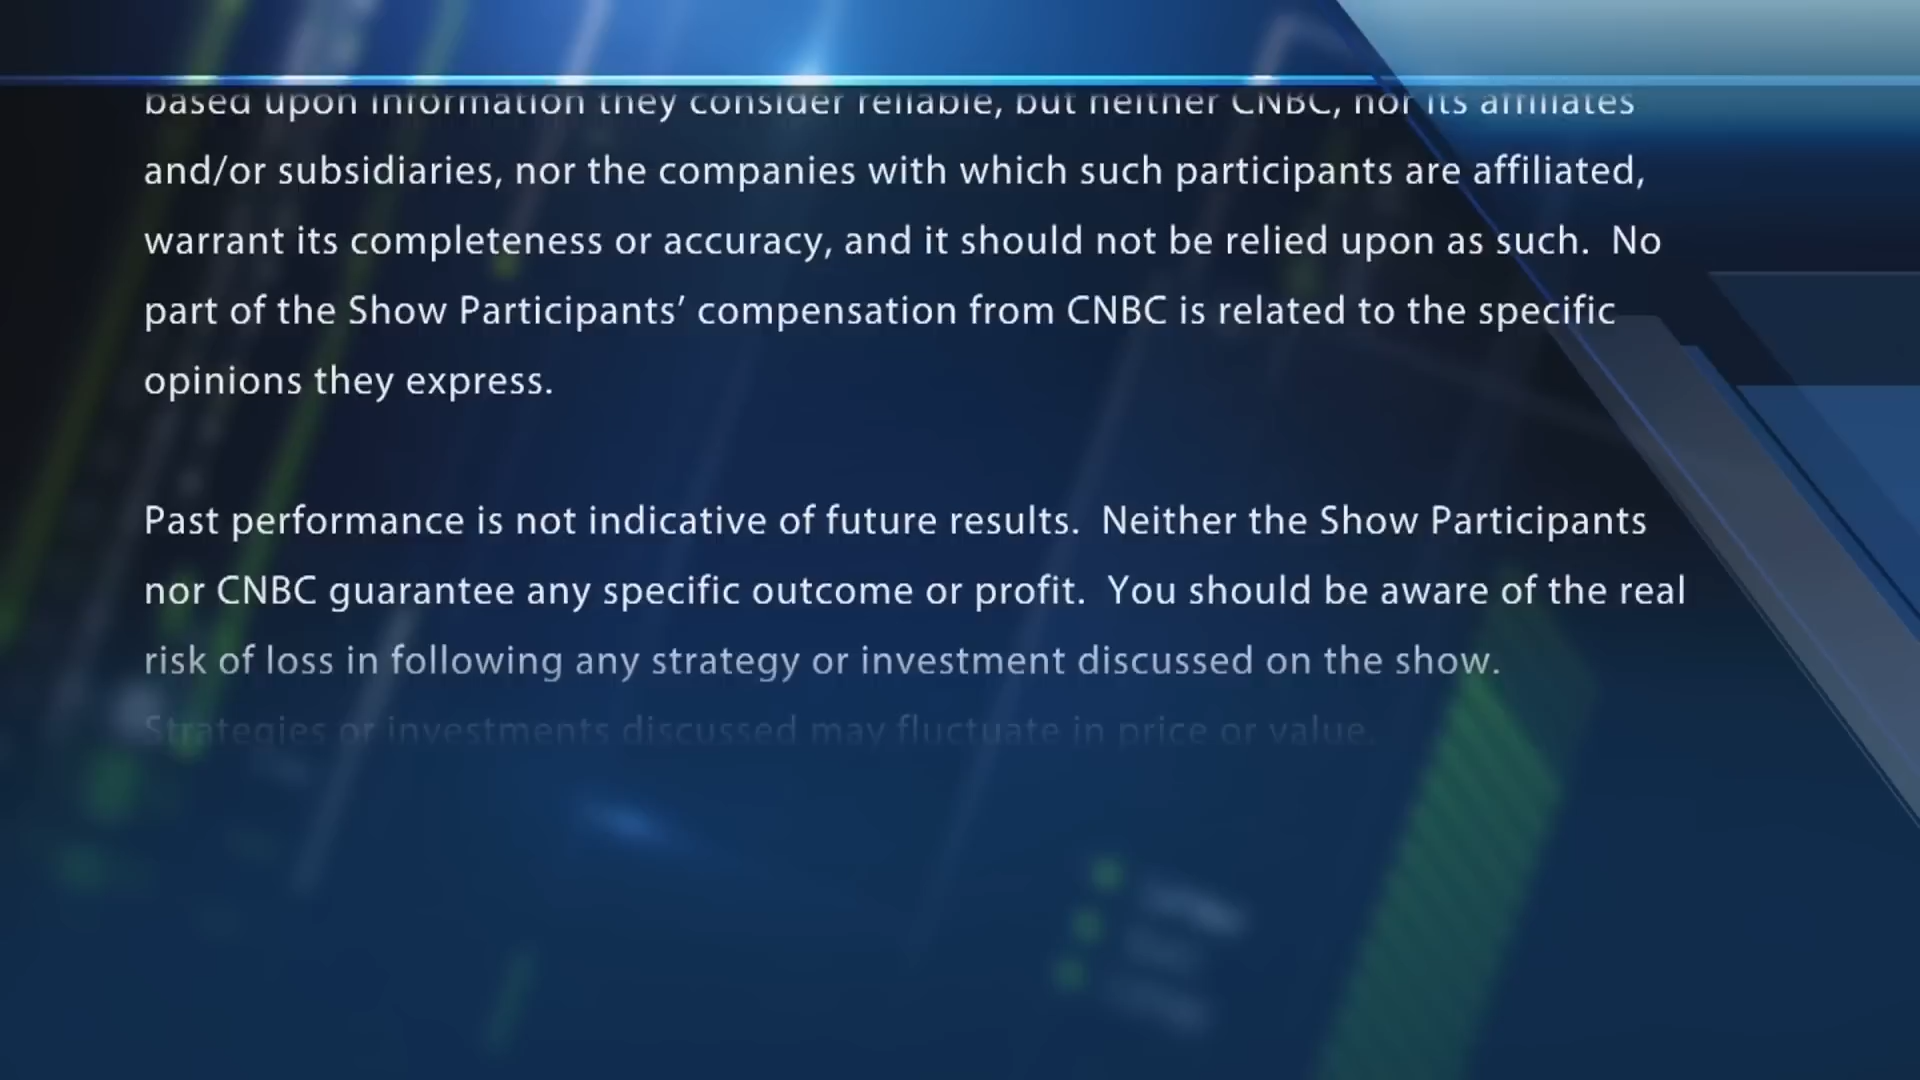 based upon information they consider reliable, but neither CNBC, nor its affiliates
and/or subsidiaries, nor the companies with which such participants are affiliated,
warrant its completeness or accuracy, and it should not be relied upon as such.  No
part of the Show Participants’ compensation from CNBC is related to the specific
opinions they express.
Past performance is not indicative of future results.  Neither the Show Participants
nor CNBC guarantee any specific outcome or profit.  You should be aware of the real
risk of loss in following any strategy or investment discussed on the show.
Strategies or investments discussed may fluctuate in price or value.